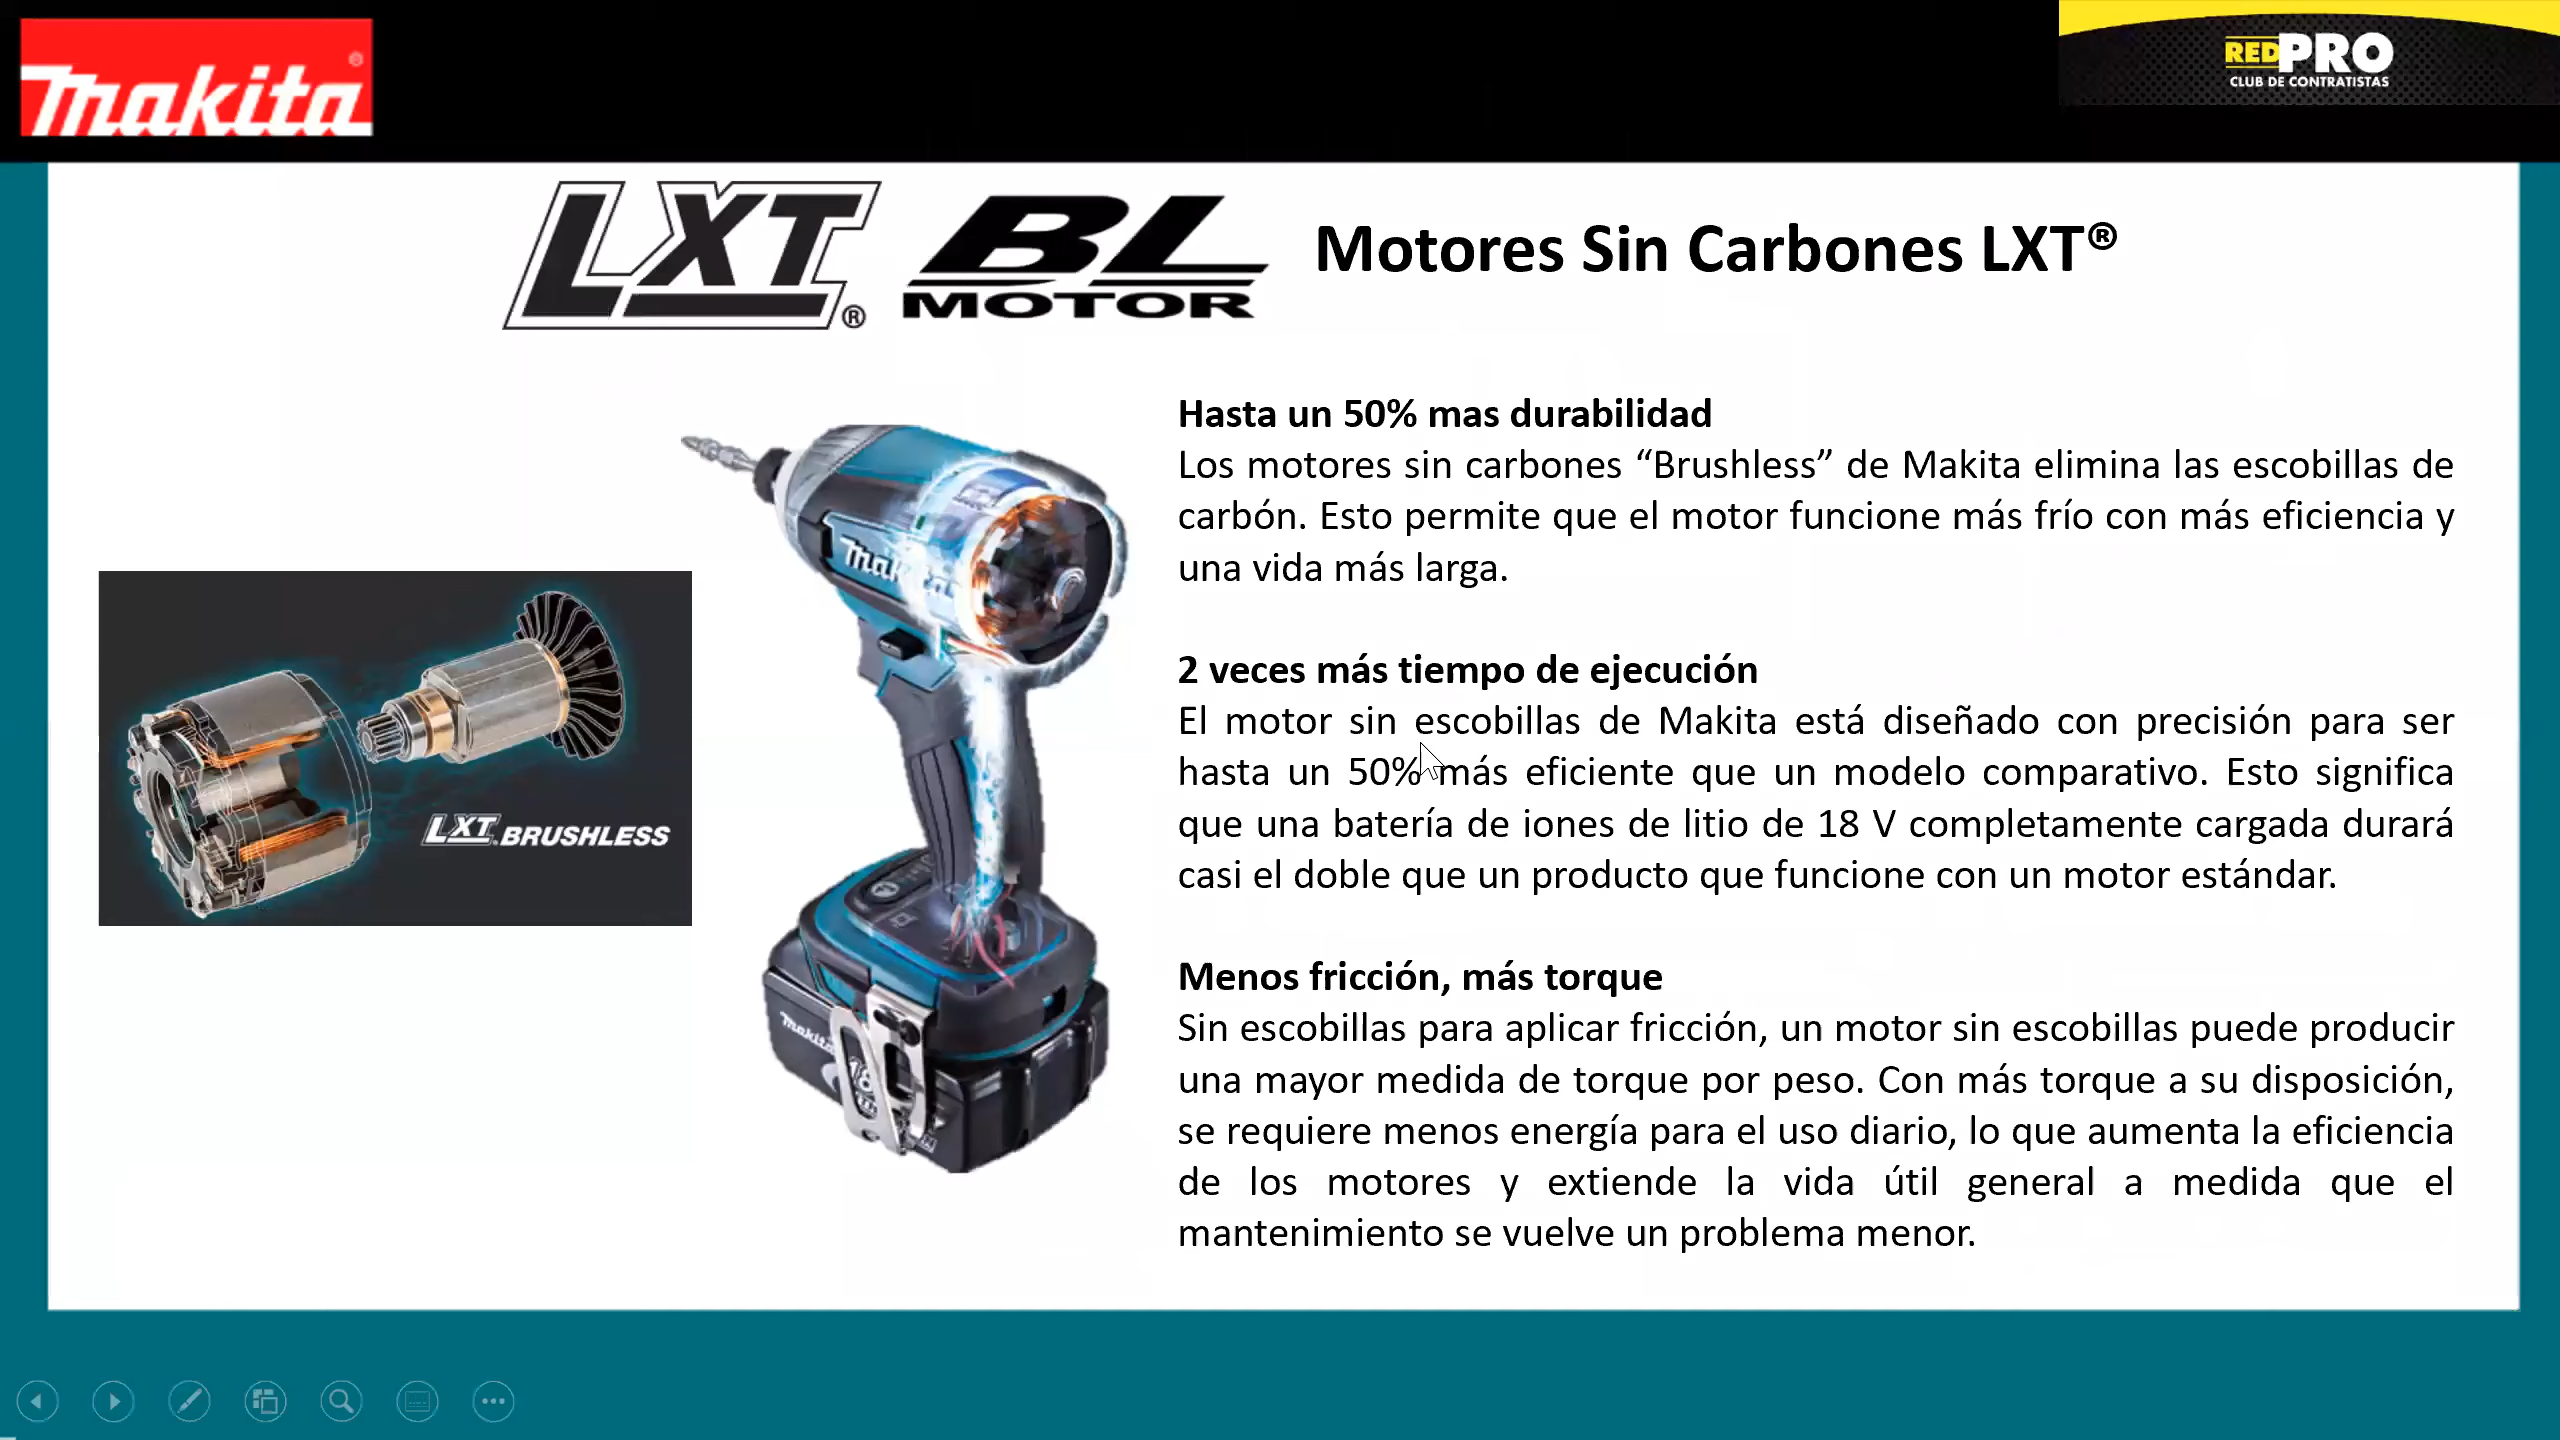 makita®
REDPRO
CLUB DE CONTRATISTAS
LXT® BL MOTOR Motores Sin Carbones LXT®
Hasta un 50% mas durabilidad
Los motores sin carbones “Brushless” de Makita elimina las escobillas de
carbón. Esto permite que el motor funcione más frío con más eficiencia y
una vida más larga.
2 veces más tiempo de ejecución
El motor sin escobillas de Makita está diseñado con precisión para ser
hasta un 50% más eficiente que un modelo comparativo. Esto significa
que una batería de iones de litio de 18 V completamente cargada durará
casi el doble que un producto que funcione con un motor estándar.
Menos fricción, más torque
Sin escobillas para aplicar fricción, un motor sin escobillas puede producir
una mayor medida de torque por peso. Con más torque a su disposición,
se requiere menos energía para el uso diario, lo que aumenta la eficiencia
de los motores y extiende la vida útil general a medida que el
mantenimiento se vuelve un problema menor.
LXT. BRUSHLESS
Makita
Makita
18